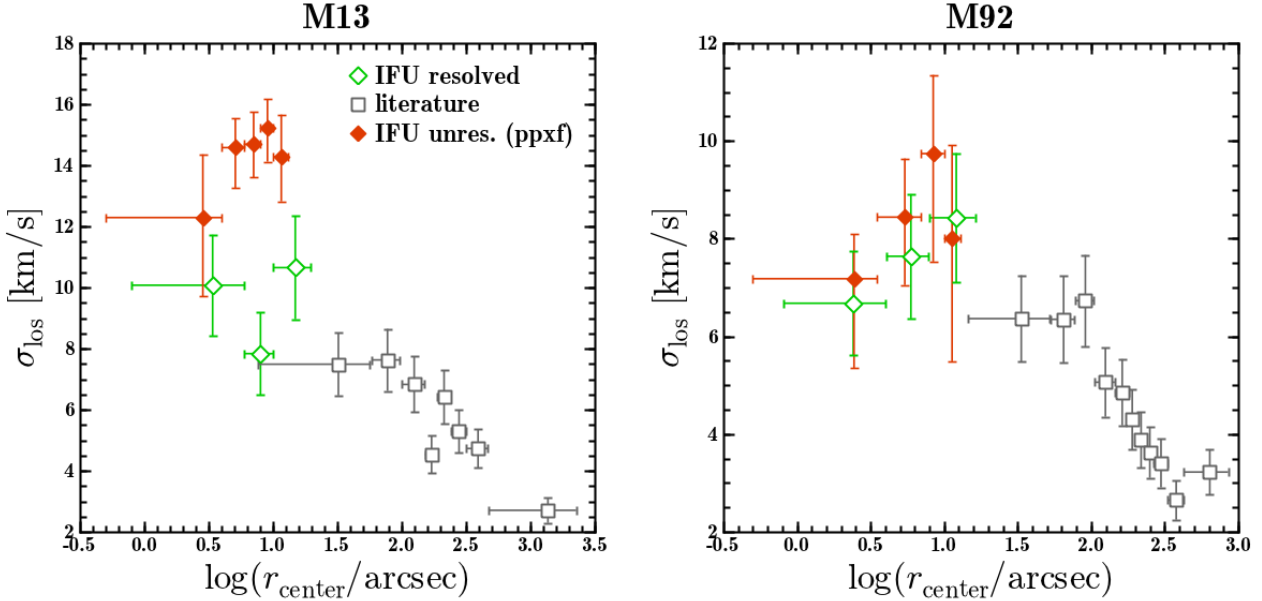 M13
18
16
14
12
10
8
6
4
2
σlos [km/s]
IFU resolved
literature
IFU unres. (ppxf)
-0.5 0.0 0.5 1.0 1.5 2.0 2.5 3.0 3.5
log(rcenter/arcsec)
M92
12
10
8
6
4
2
σlos [km/s]
-0.5 0.0 0.5 1.0 1.5 2.0 2.5 3.0
log(rcenter/arcsec)